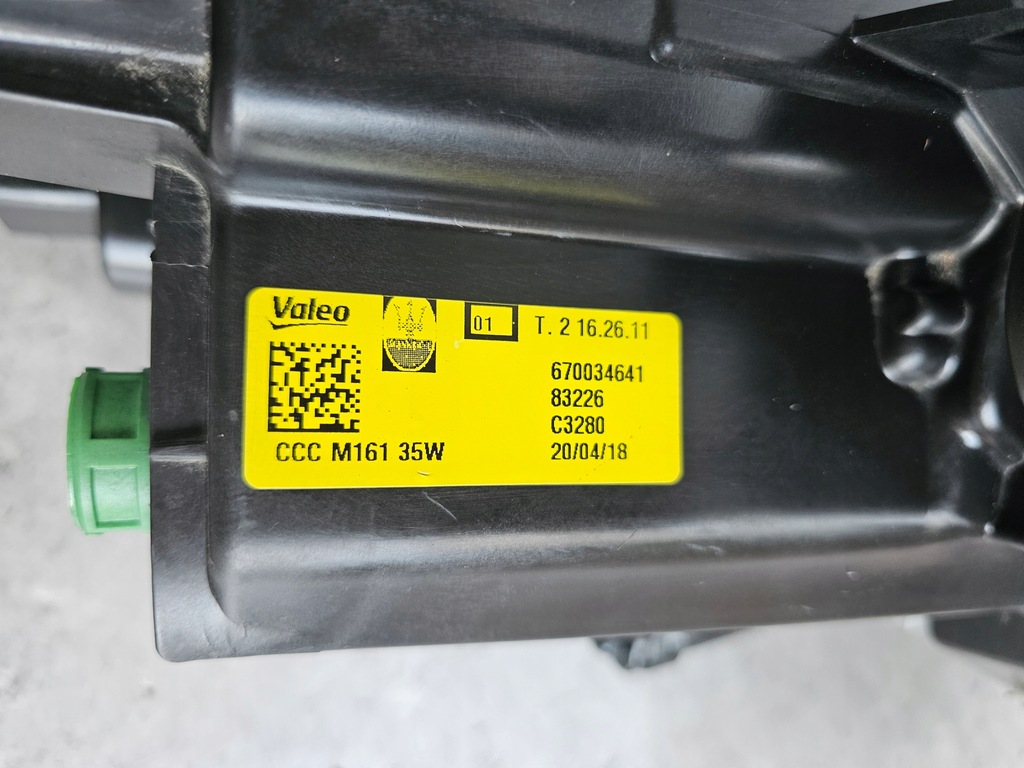 Valeo
01
T. 2 16.26.11
670034641
83226
C3280
20/04/18
CCC M161 35W